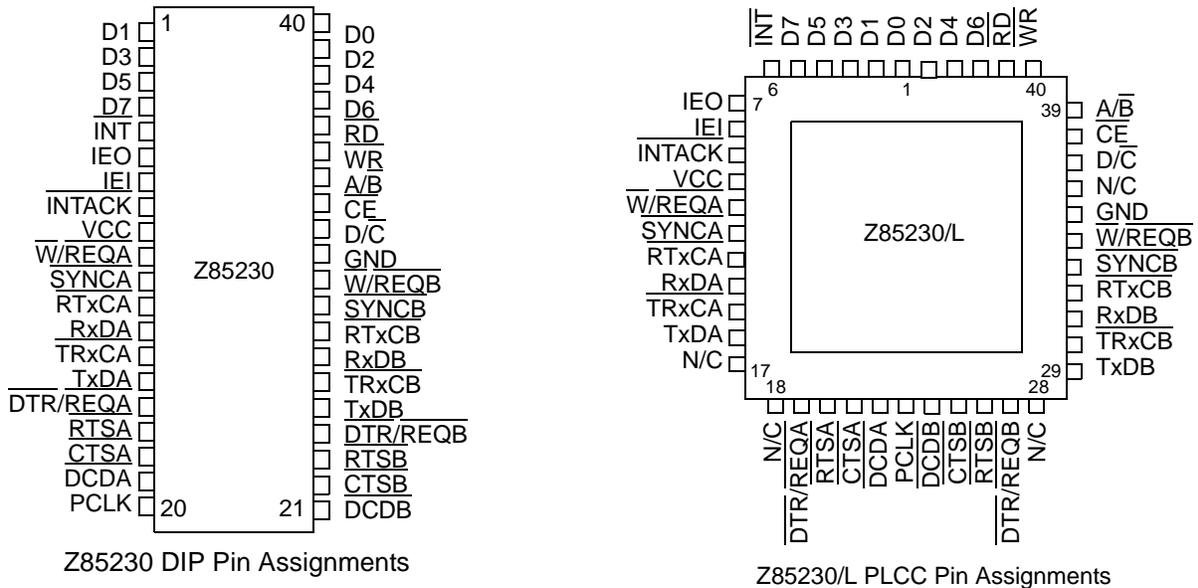 1
40
D1
D3
D5
D7
INT
IEO
IEI
INTACK
VCC
W/REQA
SYNCA
RTxCA
RxDA
TRxCA
TxDA
DTR/REQA
RTSA
CTSA
DCDA
PCLK
Z85230
D0
D2
D4
D6
RD
WR
A/B
CE
D/C
GND
W/REQB
SYNCB
RTxCB
RxDB
TRxCB
TxDB
DTR/REQB
RTSB
CTSB
DCDB
20
21
Z85230 DIP Pin Assignments
INT
D7
D5
D3
D1
D0
D2
D4
D6
RD
WR
6
1
40
7
39
IEO
IEI
INTACK
VCC
W/REQA
SYNCA
RTxCA
RxDA
TRxCA
TxDA
N/C
Z85230/L
A/B
CE
D/C
N/C
GND
W/REQB
SYNCB
RTxCB
RxDB
TRxCB
TxDB
17
29
18
28
N/C
DTR/REQA
RTSA
CTSA
DCDA
PCLK
DCDB
CTSB
RTSB
DTR/REQB
N/C
Z85230/L PLCC Pin Assignments